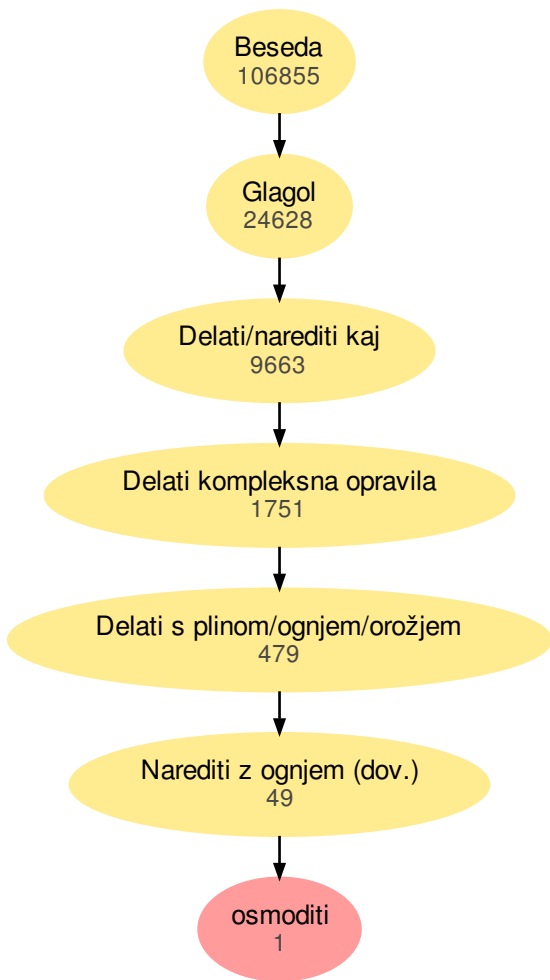 Beseda
106855
Glagol
24628
Delati/narediti kaj
9663
Delati kompleksna opravila
1751
Delati s plinom/ognjem/orožjem
479
Narediti z ognjem (dov.)
49
osmoditi
1